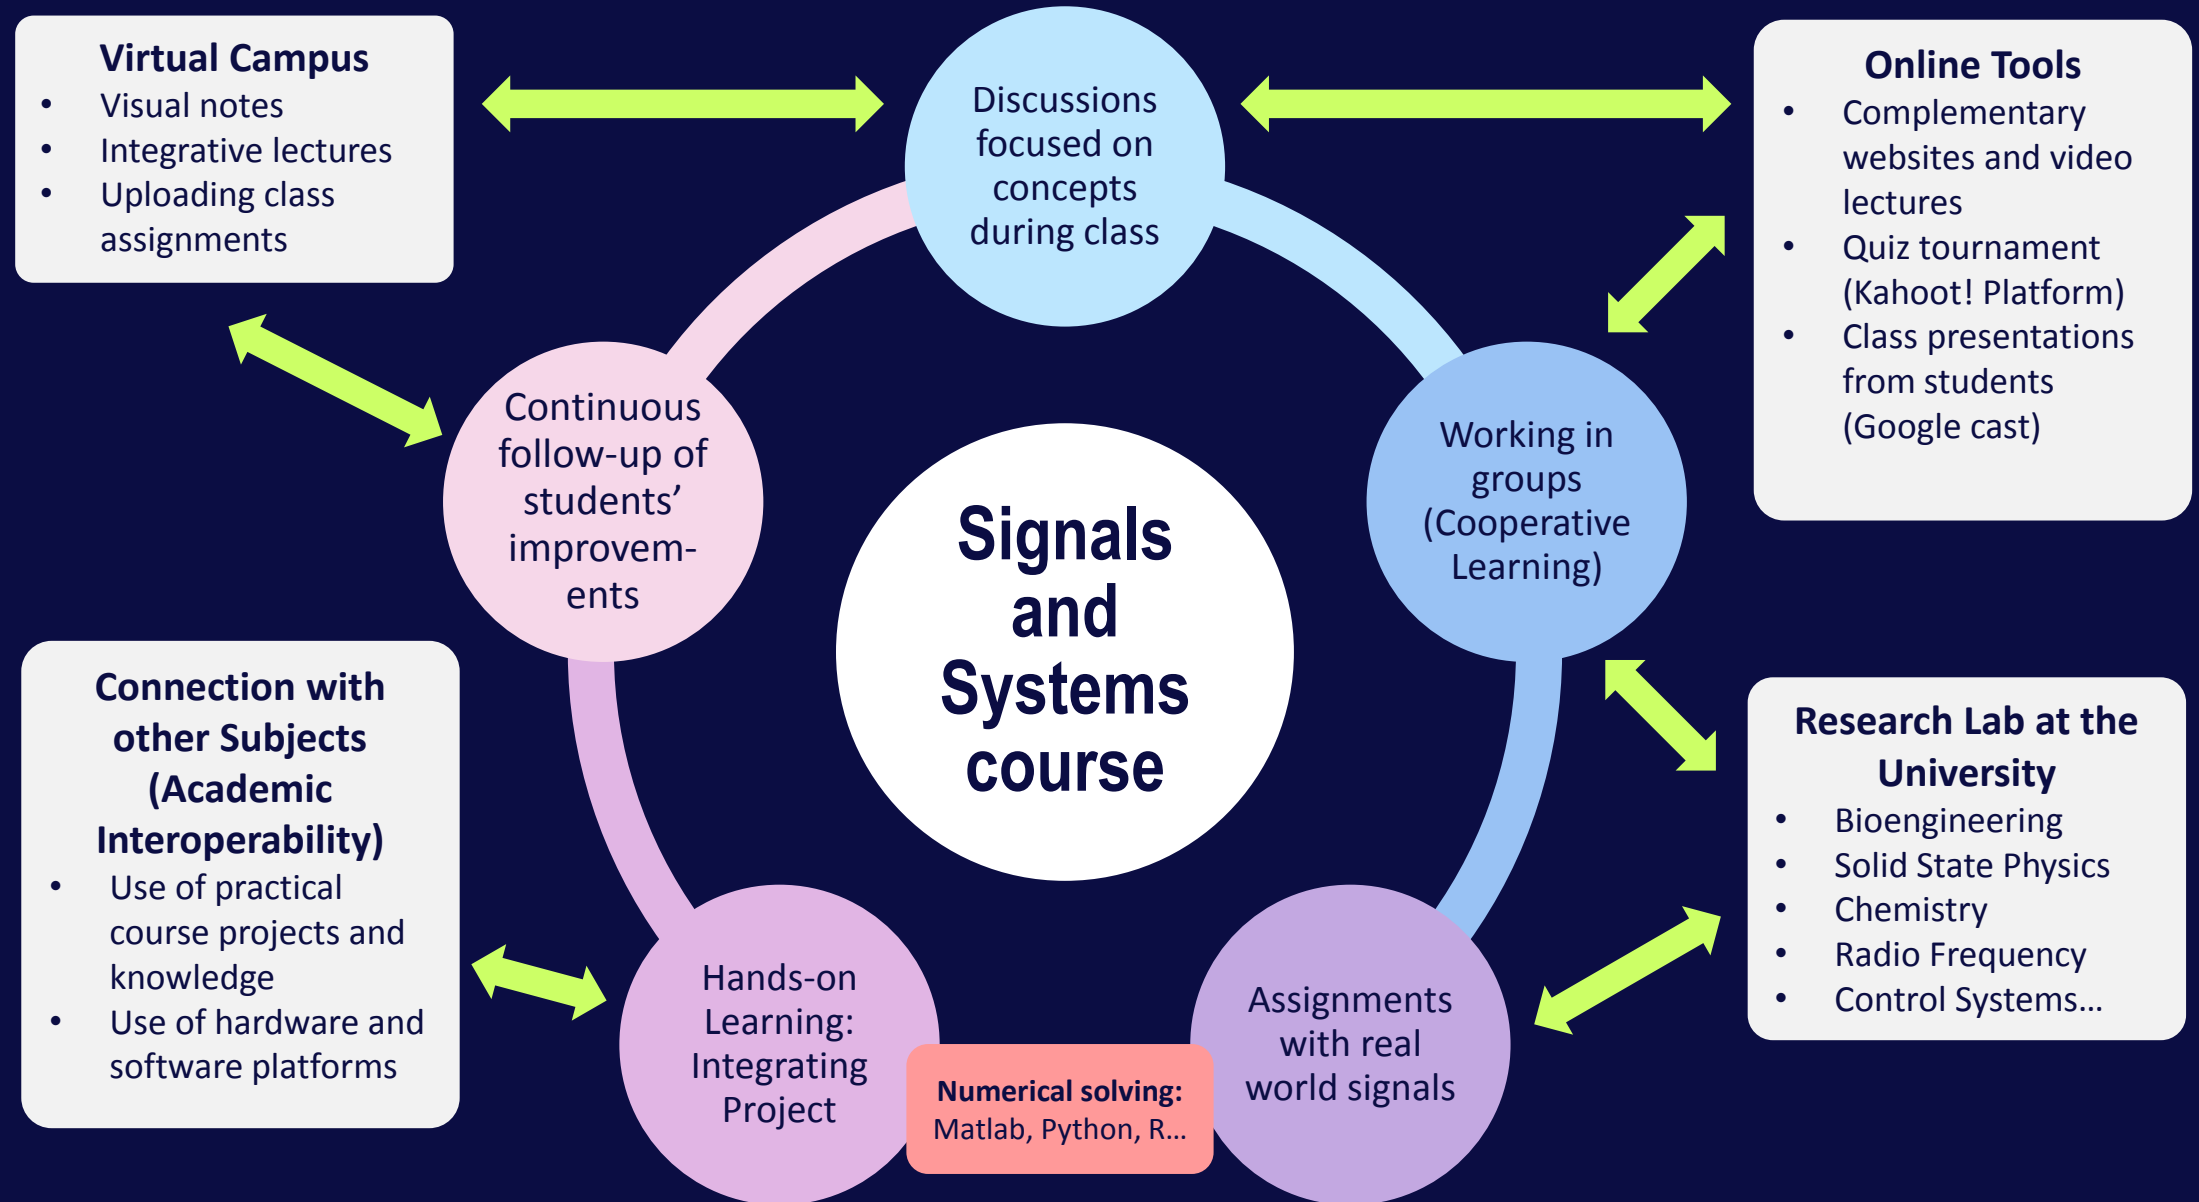 Virtual Campus
• Visual notes
• Integrative lectures
• Uploading class
assignments
Discussions
focused on
concepts
during class
Online Tools
• Complementary
websites and video
lectures
• Quiz tournament
(Kahoot! Platform)
• Class presentations
from students
(Google cast)
Continuous
follow-up of
students’
improvem-
ents
Working in
groups
(Cooperative
Learning)
Signals
and
Systems
course
Connection with
other Subjects
(Academic
Interoperability)
• Use of practical
course projects and
knowledge
• Use of hardware and
software platforms
Research Lab at the
University
• Bioengineering
• Solid State Physics
• Chemistry
• Radio Frequency
• Control Systems…
Hands-on
Learning:
Integrating
Project
Numerical solving:
Matlab, Python, R…
Assignments
with real
world signals